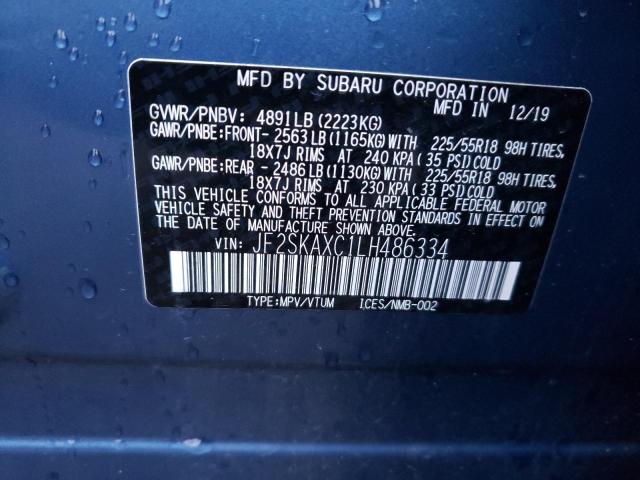 MFD BY SUBARU CORPORATION
MFD IN 12/19
GVWR/PNBV: 4891LB (2223KG)
GAWR/PNBE:FRONT- 2563LB (1165KG)WITH 225/55R18 98H TIRES,
18X7J RIMS AT 240 KPA (35 PSI)COLD
GAWR/PNBE:REAR - 2486LB (1130KG)WITH 225/55R18 98H TIRES,
18X7J RIMS AT 230 KPA (33 PSI)COLD
THIS VEHICLE CONFORMS TO ALL APPLICABLE FEDERAL MOTOR
VEHICLE SAFETY AND THEFT PREVENTION STANDARDS IN EFFECT ON
THE DATE OF MANUFACTURE SHOWN ABOVE.
VIN: JF2SKAXC1LH486334
TYPE:MPV/VTUM ICES/NMB-002